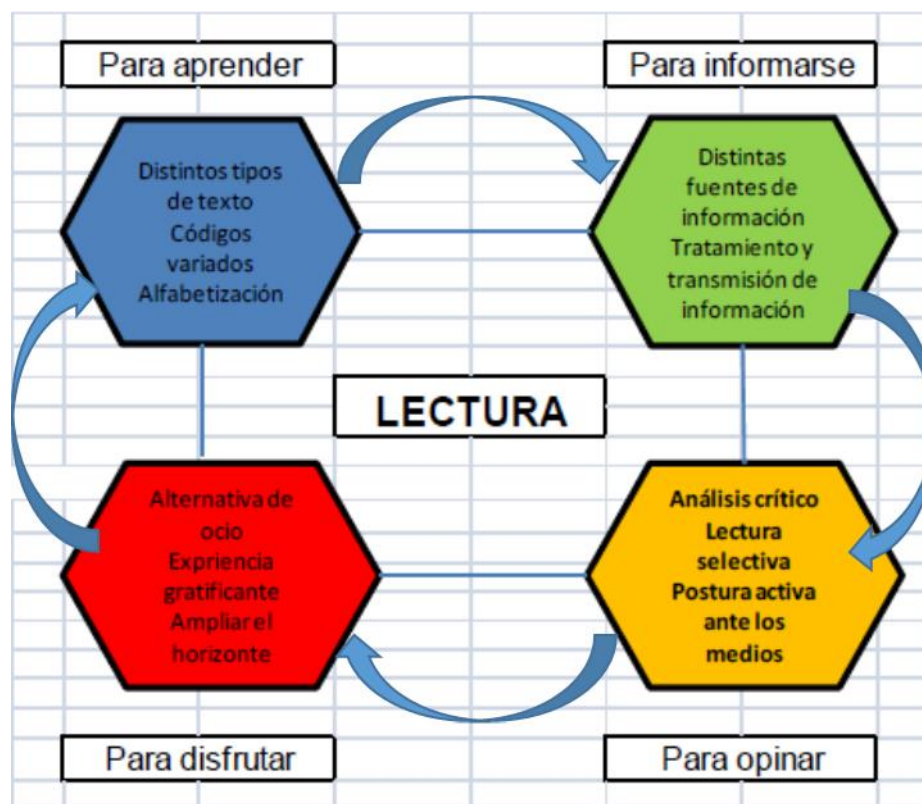 Para aprender
Para informarse
Distintos tipos
de texto
Códigos
variados
Alfabetización
Distintas
fuentes de
información
Tratamiento y
transmisión de
información
LECTURA
Alternativa de
ocio
Expriencia
gratificante
Ampliar el
horizonte
Análisis crítico
Lectura
selectiva
Postura activa
ante los
medios
Para disfrutar
Para opinar